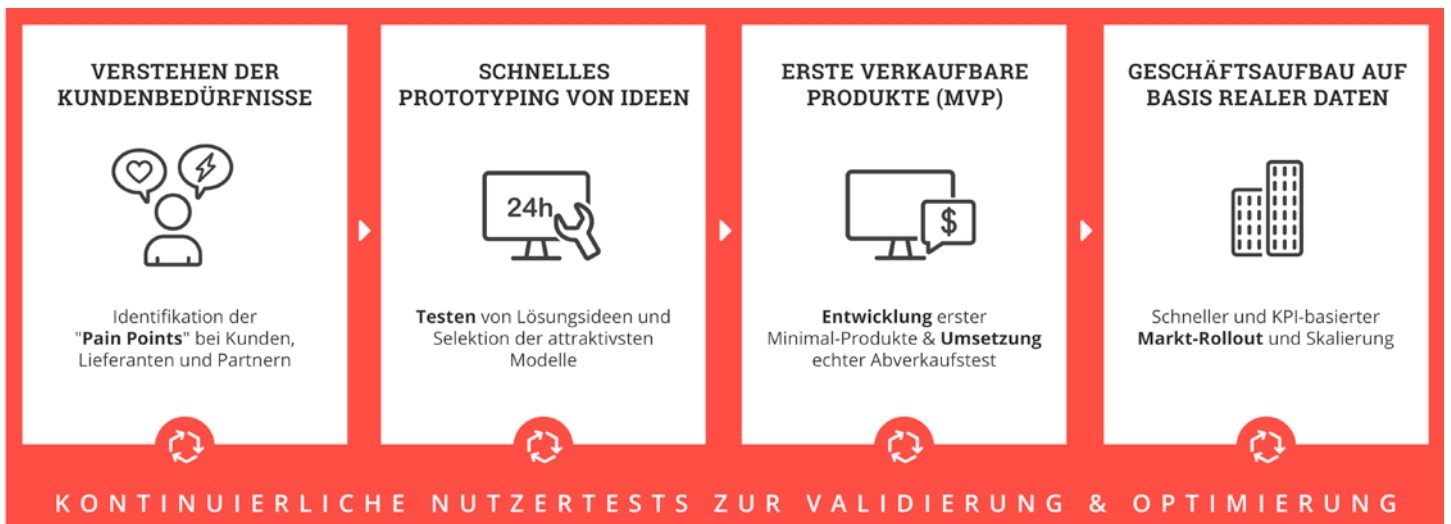 VERSTEHEN DER
KUNDENBEDÜRFNISSE
Identifikation der
"Pain Points" bei Kunden,
Lieferanten und Partnern
SCHNELLES
PROTOTYPING VON IDEEN
24h
Testen von Lösungsideen und
Selektion der attraktivsten
Modelle
ERSTE VERKAUFBARE
PRODUKTE (MVP)
$
Entwicklung erster
Minimal-Produkte & Umsetzung
echter Abverkaufstest
GESCHÄFTSAUFBAU AUF
BASIS REALER DATEN
Schneller und KPI-basierter
Markt-Rollout und Skalierung
KONTINUIERLICHE NUTZERTESTS ZUR VALIDIERUNG & OPTIMIERUNG